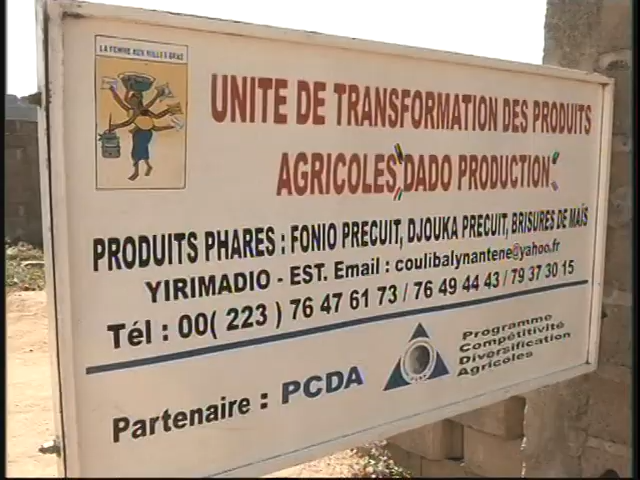 LA FEMME AUX MILLES BRAS
UNITE DE TRANSFORMATION DES PRODUITS
AGRICOLES DADO PRODUCTION
PRODUITS PHARES : FONIO PRECUIT, DJOUKA PRECUIT, BRISURES DE MAÏS
YIRIMADIO - EST. Email : coulibalynantene@yahoo.fr
Tél : 00( 223 ) 76 47 61 73 / 76 49 44 43 / 79 37 30 15
Partenaire : PCDA
Programme
Compétitivité
Diversification
Agricoles